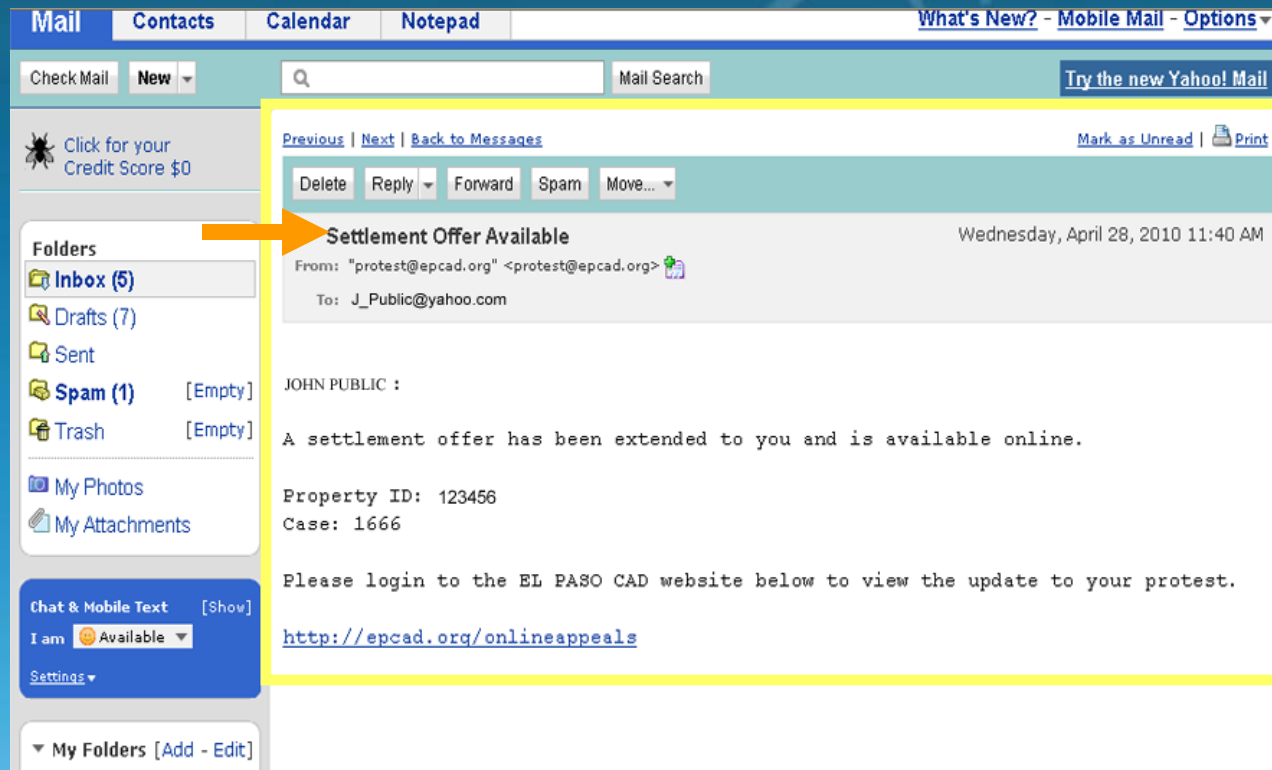 Mail Contacts Calendar Notepad What's New? - Mobile Mail - Options
Check Mail New Mail Search Try the new Yahoo! Mail
Click for your
Credit Score $0
Previous | Next | Back to Messages Mark as Unread | Print
Delete Reply Forward Spam Move...
Settlement Offer Available Wednesday, April 28, 2010 11:40 AM
From: "protest@epcad.org" <protest@epcad.org>
To: J_Public@yahoo.com
Folders
Inbox (5)
Drafts (7)
Sent
Spam (1) [Empty]
Trash [Empty]
My Photos
My Attachments
Chat & Mobile Text [Show]
I am Available
Settings
My Folders [Add - Edit]
JOHN PUBLIC :
A settlement offer has been extended to you and is available online.
Property ID: 123456
Case: 1666
Please login to the EL PASO CAD website below to view the update to your protest.
http://epcad.org/onlineappeals